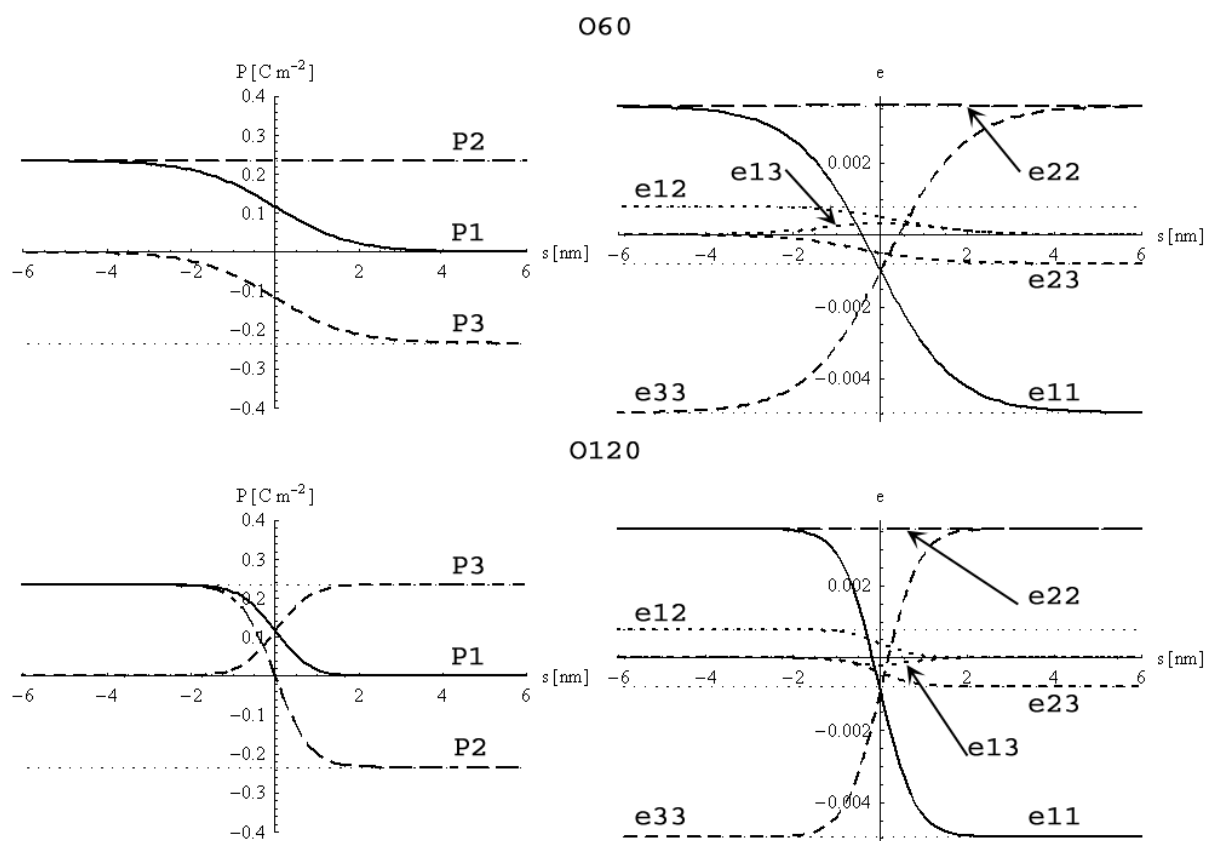 O60
P [C m⁻²]
0.4
0.3
0.2
0.1
-0.1
-0.2
-0.3
-0.4
-6 -4 -2 2 4 6
s [nm]
P2
P1
P3
e
0.002
-0.002
-0.004
-6 -4 -2 2 4 6
s [nm]
e13
e12
e22
e23
e33
e11
O120
P [C m⁻²]
0.4
0.3
0.2
0.1
-0.1
-0.2
-0.3
-0.4
-6 -4 -2 2 4 6
s [nm]
P3
P1
P2
e
0.002
-0.002
-0.004
-6 -4 -2 2 4 6
s [nm]
e12
e22
e23
e13
e33
e11